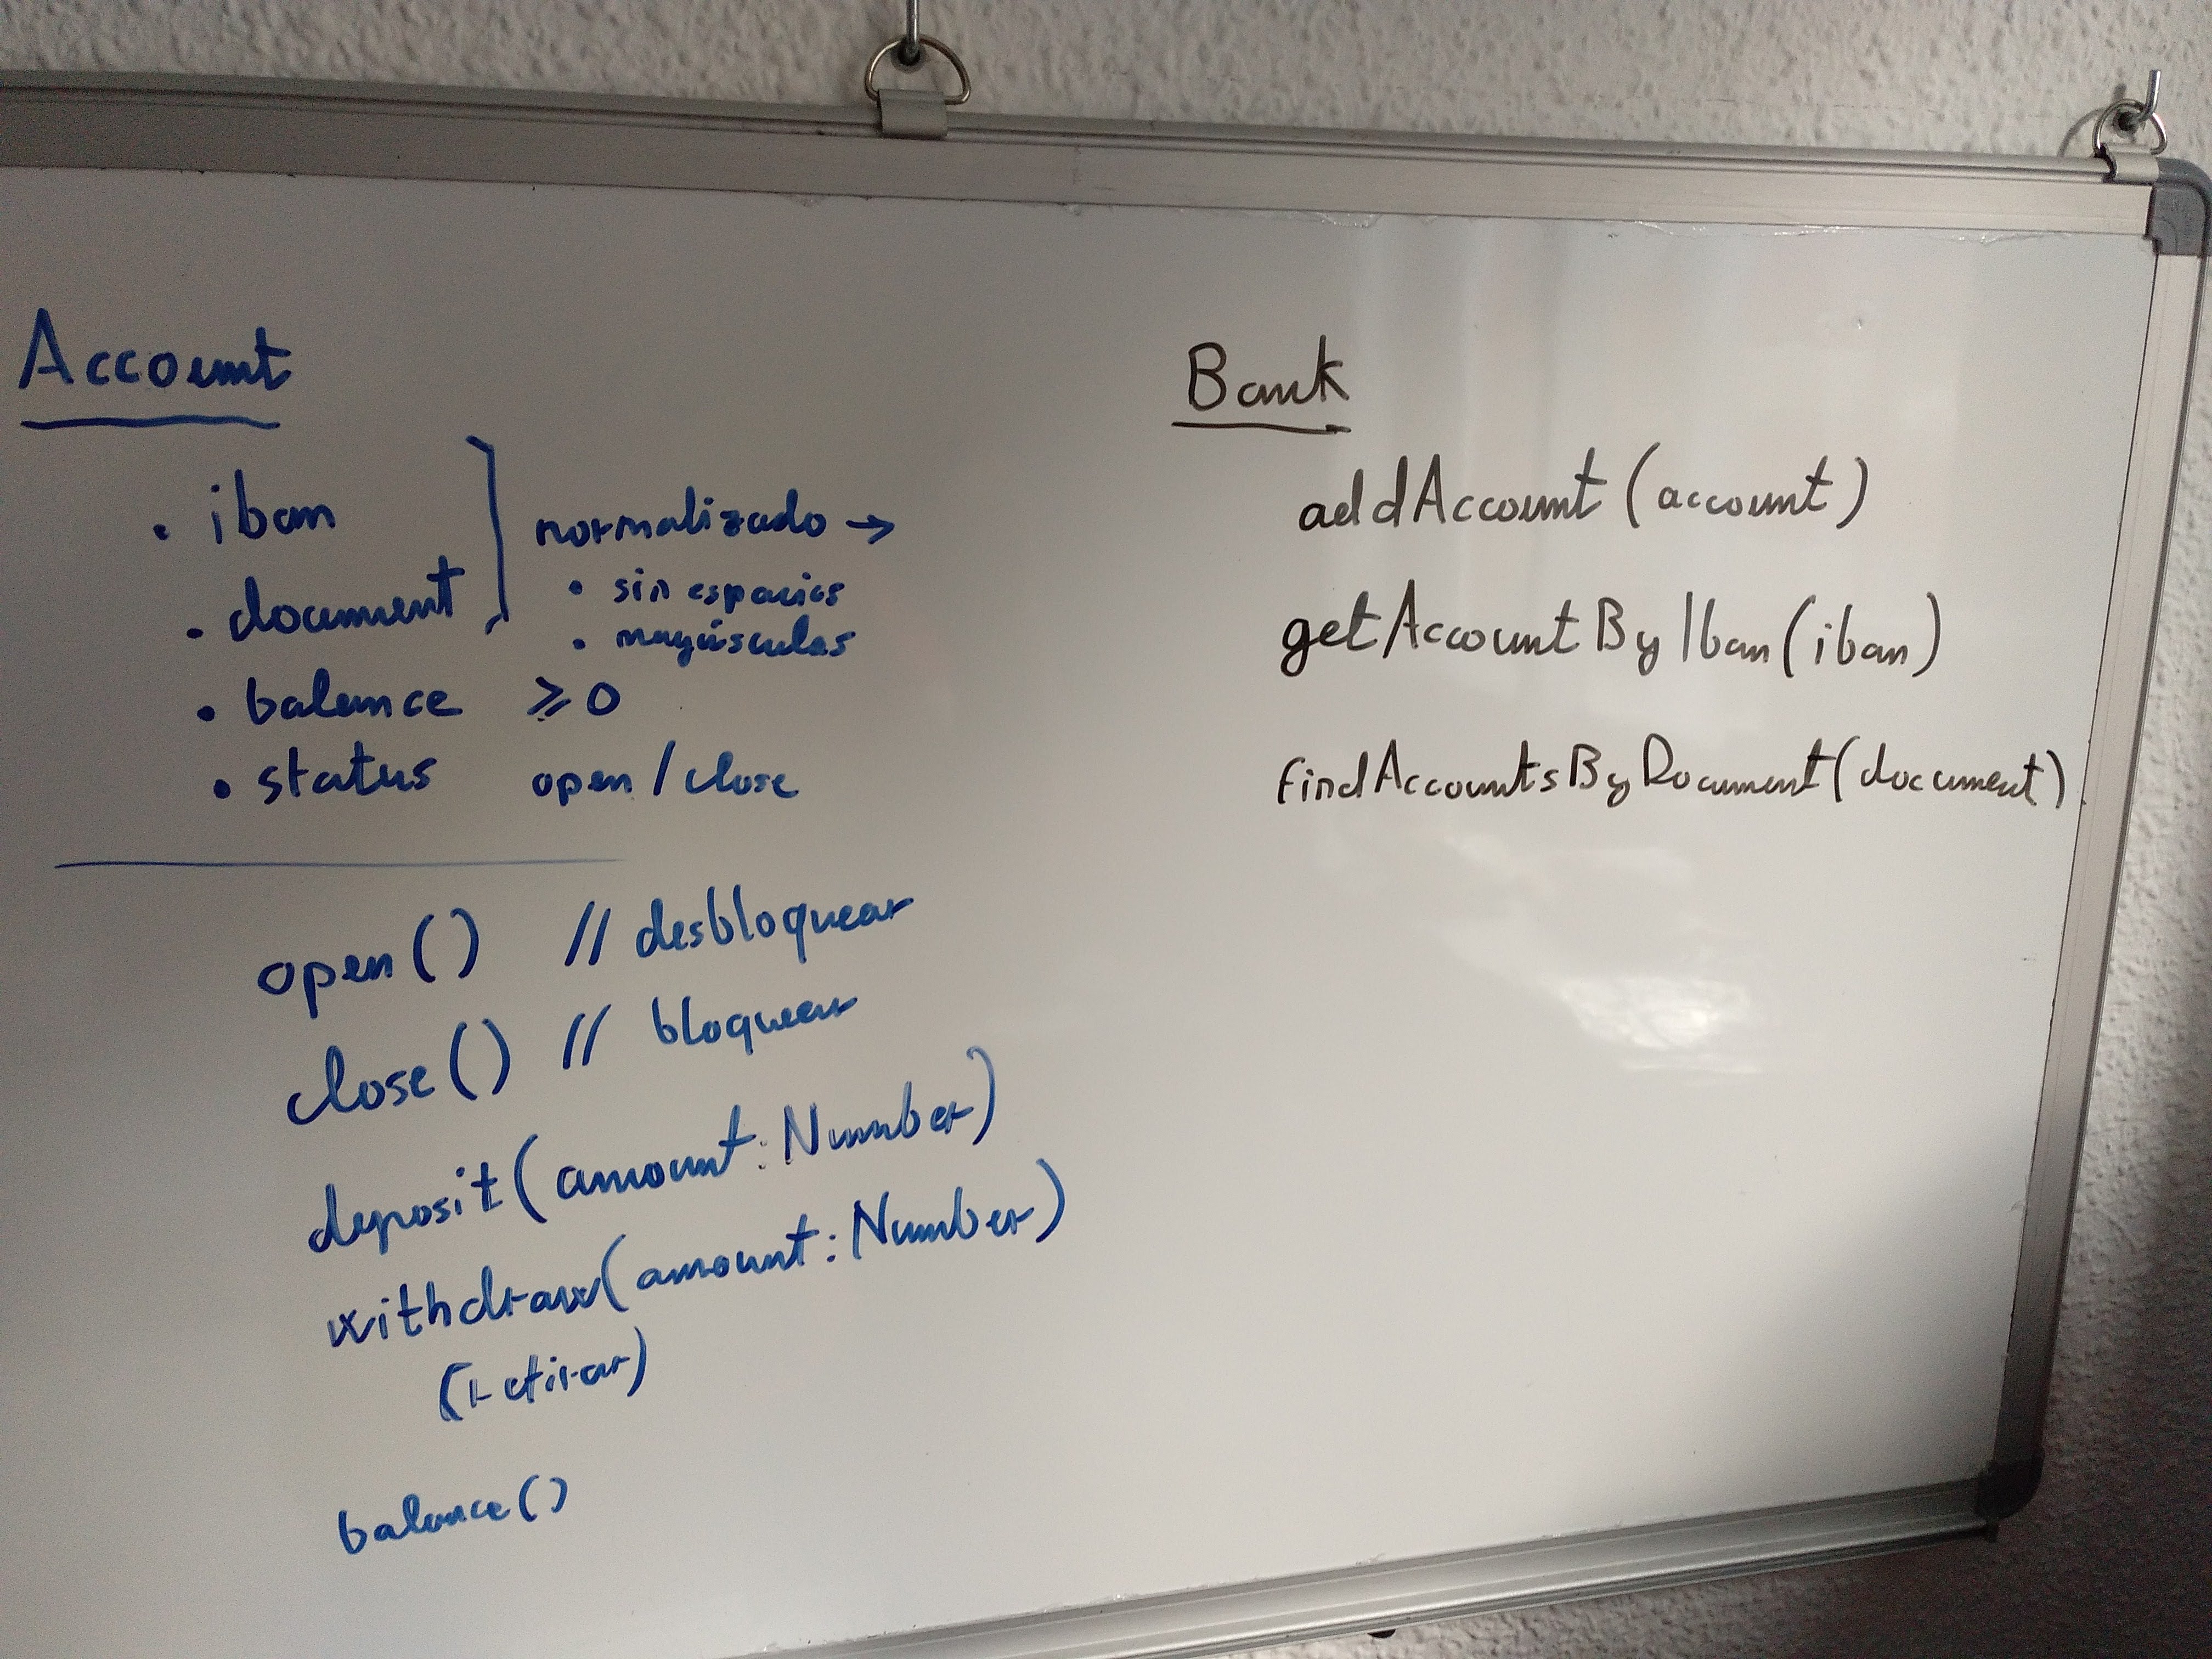 Account
• iban
• document
normalizado →
• sin espacios
• mayúsculas
• balance ≥ 0
• status open / close
open() // desbloquear
close() // bloquear
deposit(amount: Number)
withdraw(amount: Number)
(retirar)
balance()
Bank
addAccount(account)
getAccountByIban(iban)
findAccountsByDocument(document)